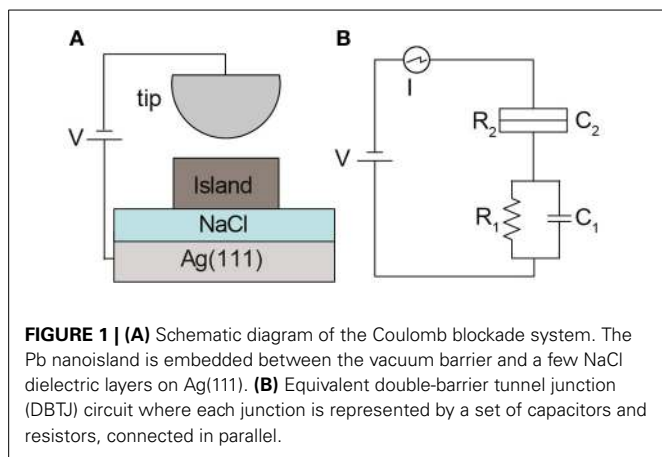 A
B
tip
I
V
Island
NaCl
Ag(111)
R2
C2
V
R1
C1
FIGURE 1 | (A) Schematic diagram of the Coulomb blockade system. The
Pb nanoisland is embedded between the vacuum barrier and a few NaCl
dielectric layers on Ag(111). (B) Equivalent double-barrier tunnel junction
(DBTJ) circuit where each junction is represented by a set of capacitors and
resistors, connected in parallel.